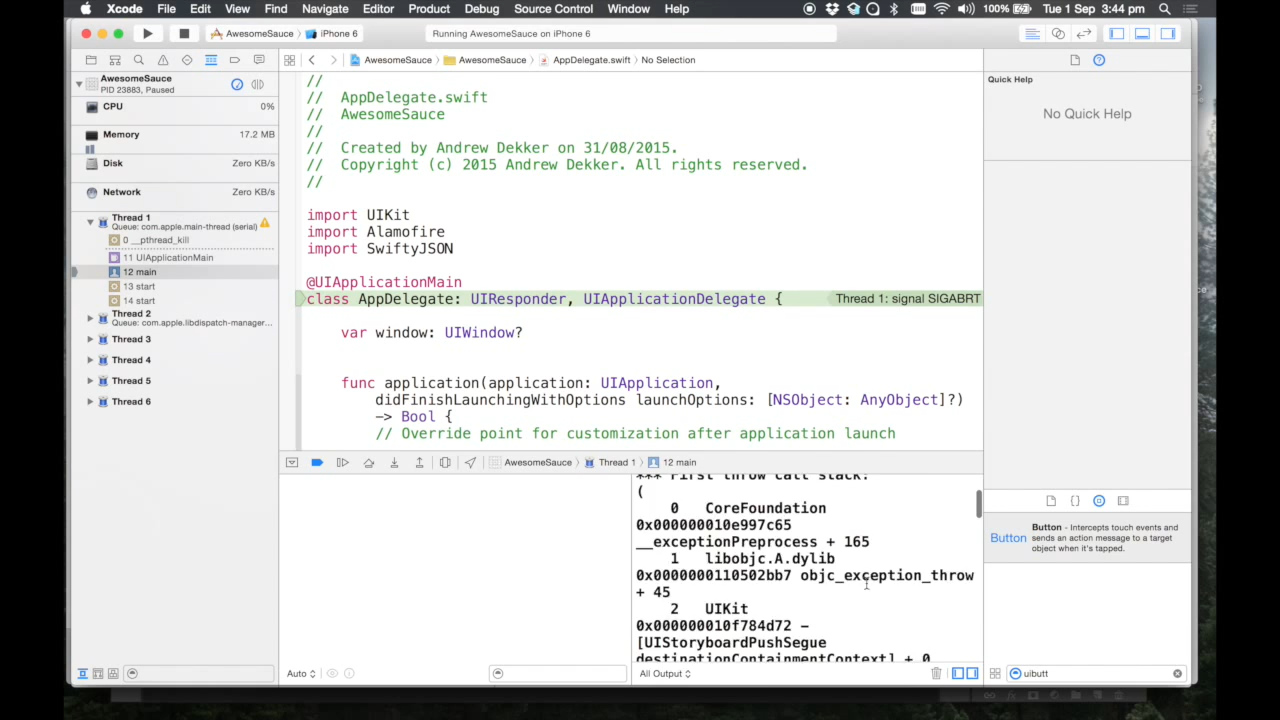 Xcode File Edit View Find Navigate Editor Product Debug Source Control Window Help 100% Tue 1 Sep 3:44 pm
AwesomeSauce iPhone 6 Running AwesomeSauce on iPhone 6
AwesomeSauce AwesomeSauce AppDelegate.swift No Selection
AwesomeSauce
PID 23883, Paused
CPU 0%
Memory 17.2 MB
Disk Zero KB/s
Network Zero KB/s
Thread 1
Queue: com.apple.main-thread (serial)
0 __pthread_kill
11 UIApplicationMain
12 main
13 start
14 start
Thread 2
Queue: com.apple.libdispatch-manager...
Thread 3
Thread 4
Thread 5
Thread 6
//
// AppDelegate.swift
// AwesomeSauce
//
// Created by Andrew Dekker on 31/08/2015.
// Copyright (c) 2015 Andrew Dekker. All rights reserved.
//
import UIKit
import Alamofire
import SwiftyJSON
@UIApplicationMain
class AppDelegate: UIResponder, UIApplicationDelegate { Thread 1: signal SIGABRT
var window: UIWindow?
func application(application: UIApplication,
didFinishLaunchingWithOptions launchOptions: [NSObject: AnyObject]?)
-> Bool {
// Override point for customization after application launch
AwesomeSauce Thread 1 12 main
*** First throw call stack:
(
0 CoreFoundation
0x000000010e997c65
__exceptionPreprocess + 165
1 libobjc.A.dylib
0x0000000110502bb7 objc_exception_throw
+ 45
2 UIKit
0x000000010f784d72 -
[UIStoryboardPushSegue
destinationContainmentContext] + 0
Auto
All Output
Quick Help
No Quick Help
Button
Button - Intercepts touch events and
sends an action message to a target
object when it's tapped.
uibutt